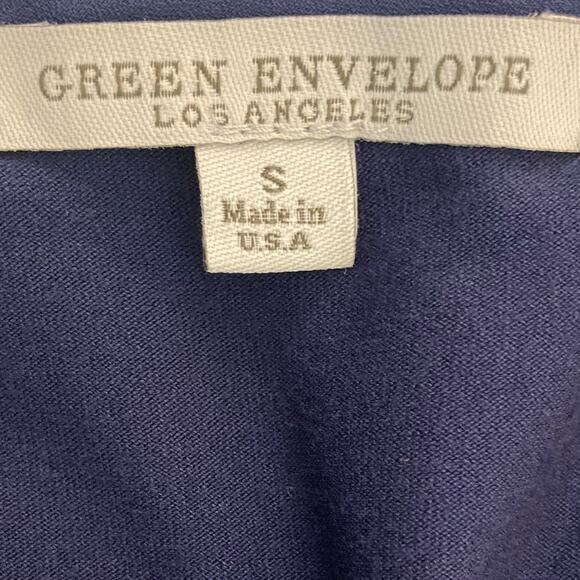 GREEN ENVELOPE
LOS ANGELES
S
Made in
U.S.A